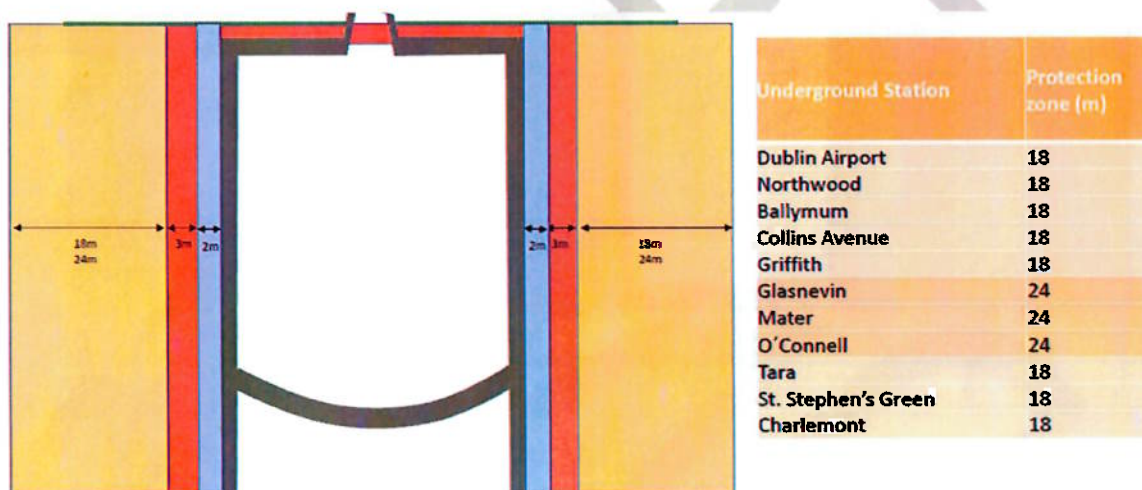 18m
24m
3m
2m
2m
3m
18m
24m
Underground Station Protection zone (m)
Dublin Airport 18
Northwood 18
Ballymum 18
Collins Avenue 18
Griffith 18
Glasnevin 24
Mater 24
O´Connell 24
Tara 18
St. Stephen's Green 18
Charlemont 18